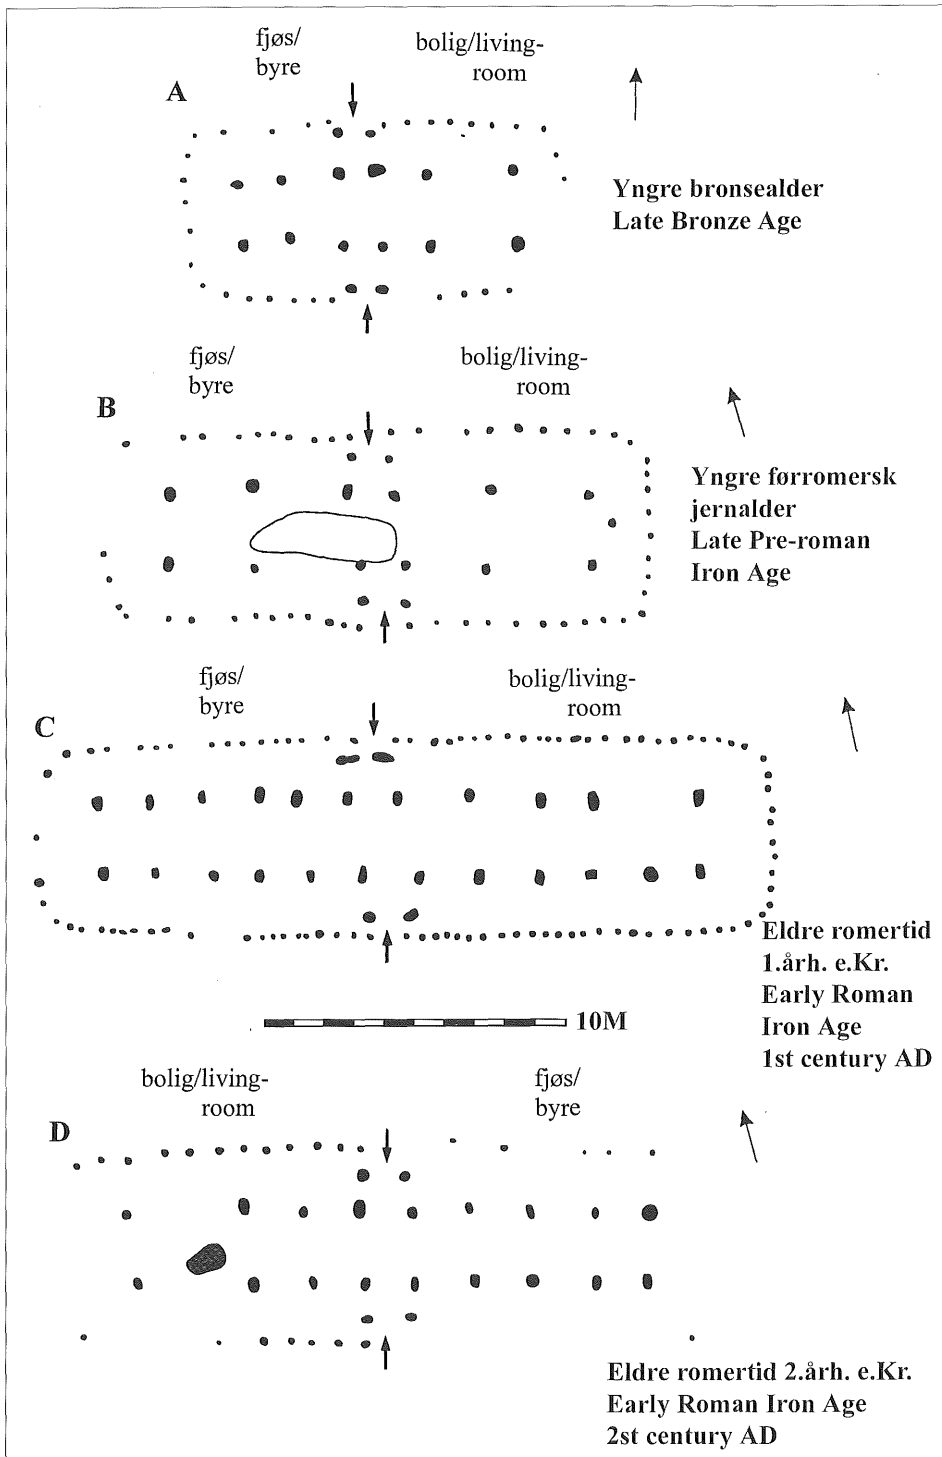 fjøs/
byre
bolig/living-
room
A
Yngre bronsealder
Late Bronze Age
fjøs/
byre
bolig/living-
room
B
Yngre førromersk
jernalder
Late Pre-roman
Iron Age
fjøs/
byre
bolig/living-
room
C
Eldre romertid
1.årh. e.Kr.
Early Roman
Iron Age
1st century AD
10M
bolig/living-
room
fjøs/
byre
D
Eldre romertid 2.årh. e.Kr.
Early Roman Iron Age
2st century AD